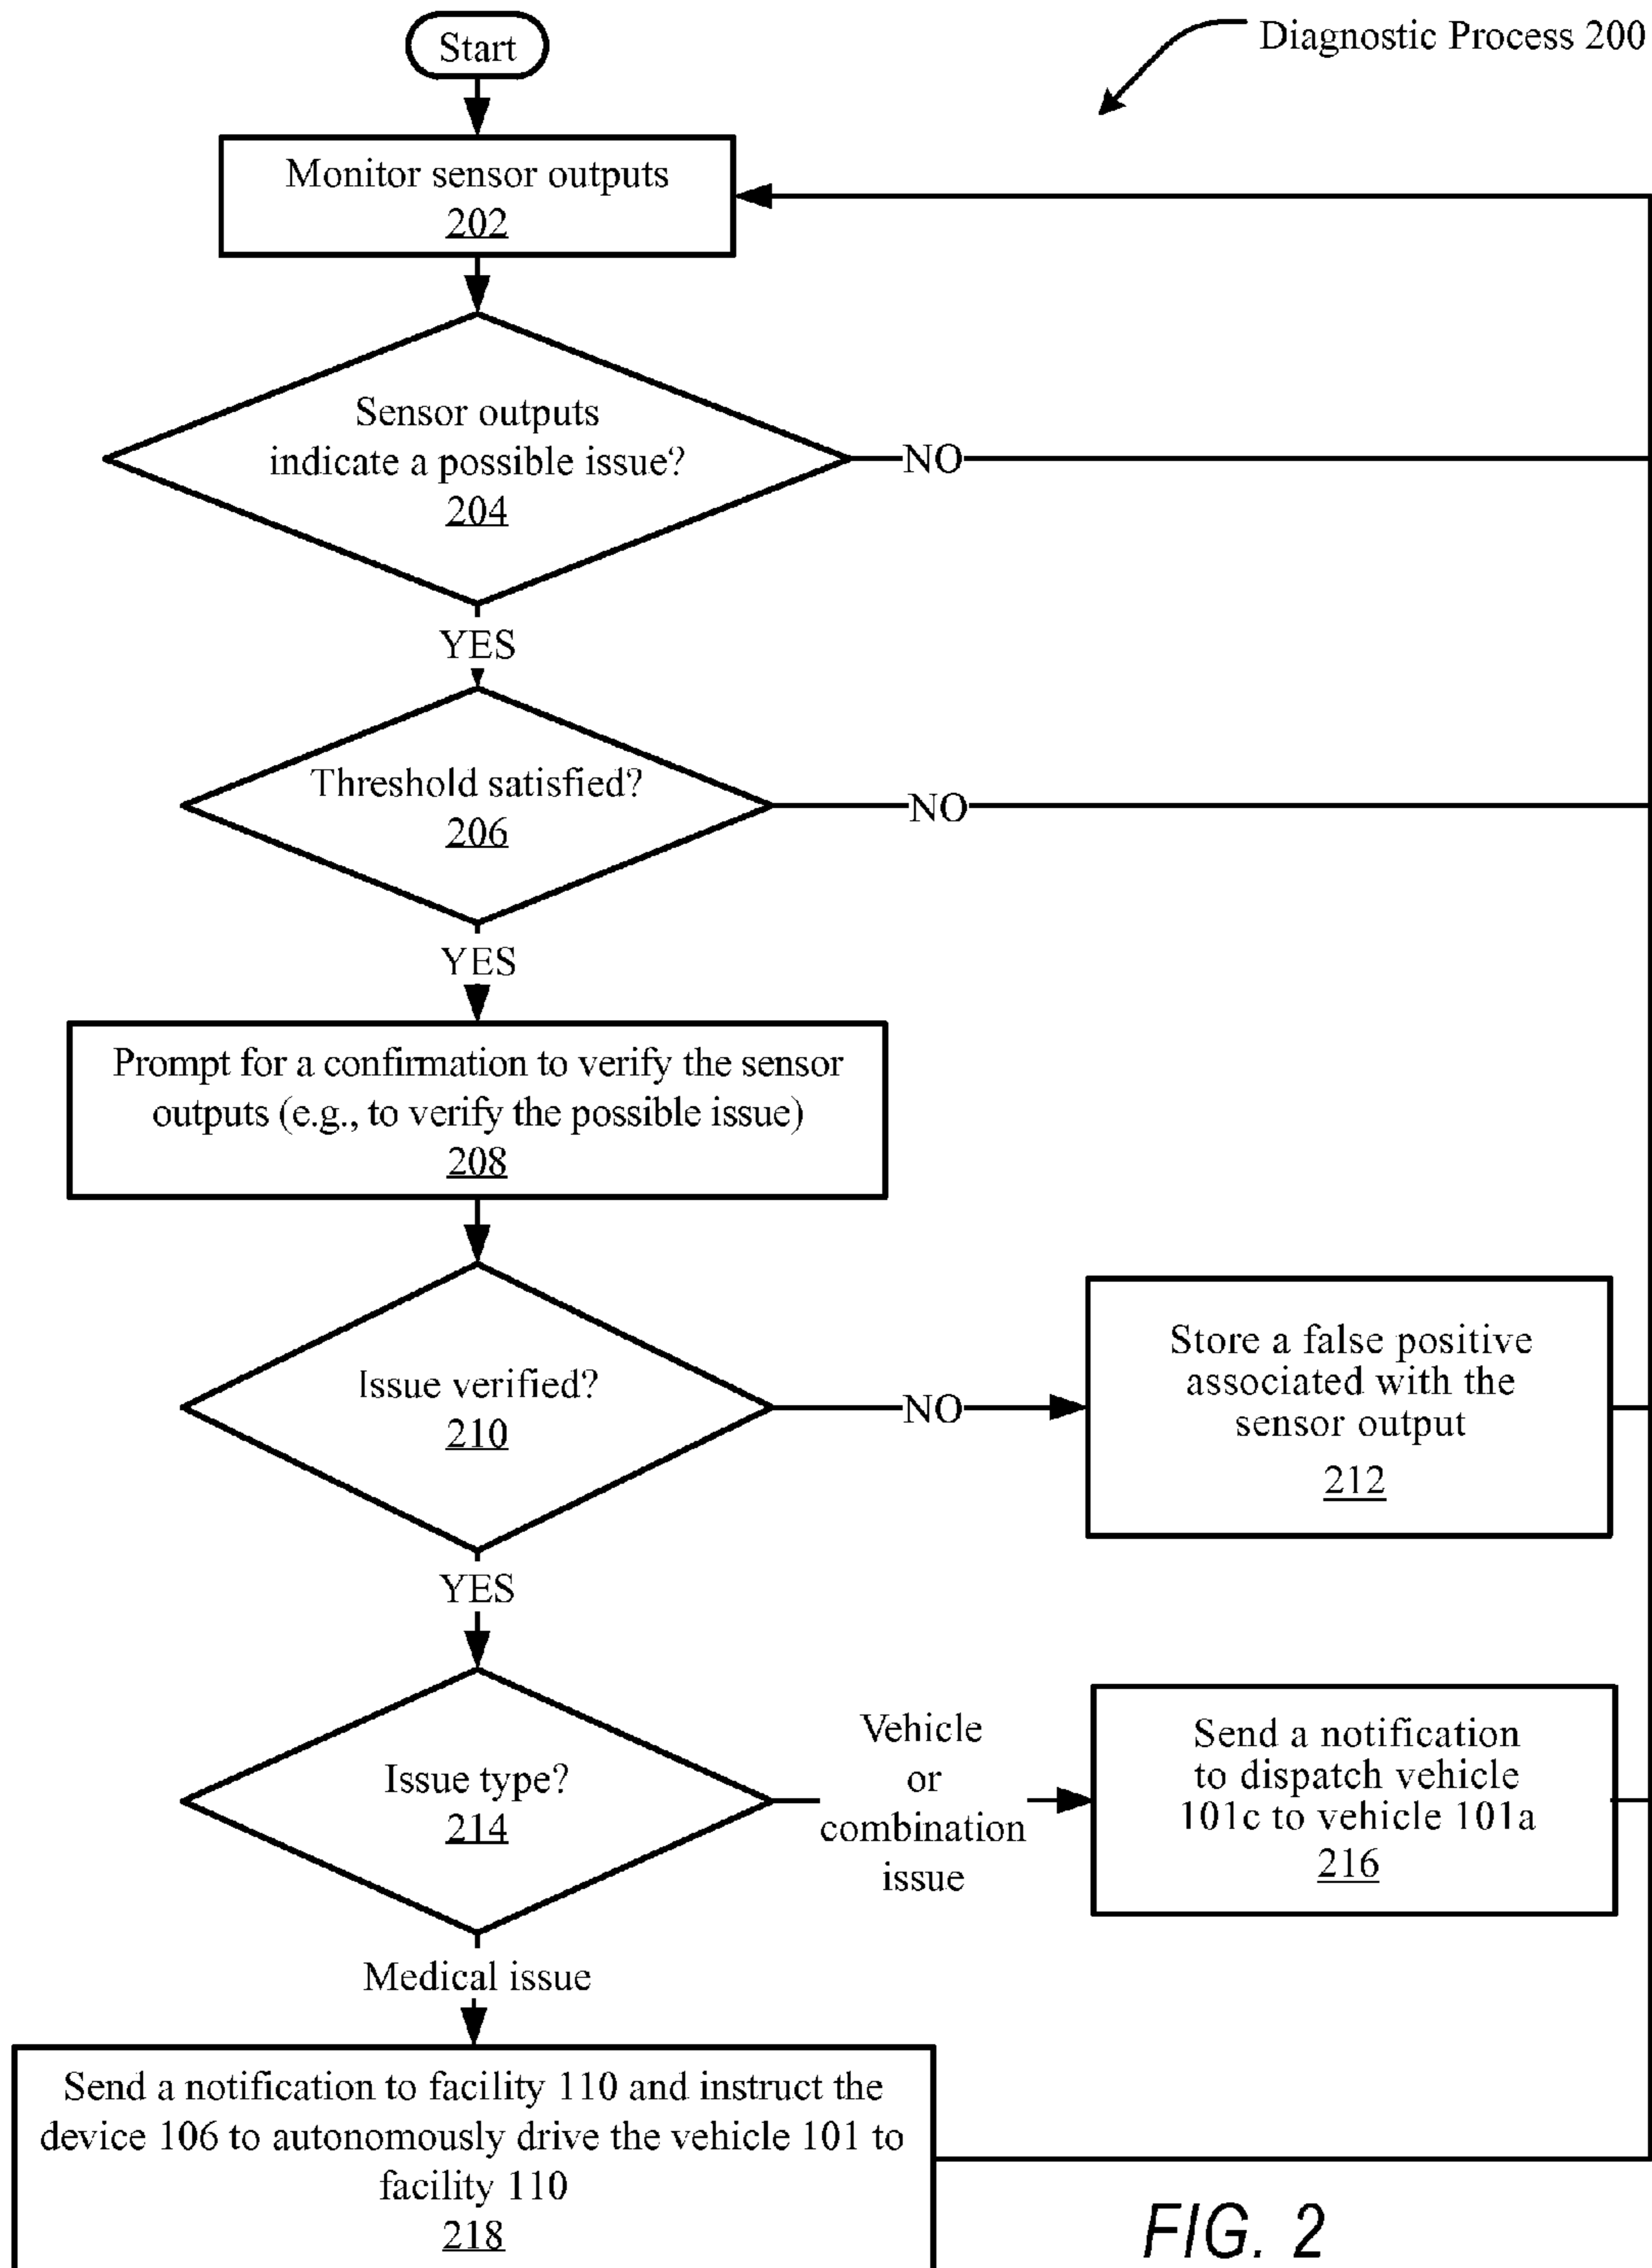 Start
Diagnostic Process 200
Monitor sensor outputs
202
Sensor outputs
indicate a possible issue?
204
NO
YES
Threshold satisfied?
206
NO
YES
Prompt for a confirmation to verify the sensor
outputs (e.g., to verify the possible issue)
208
Issue verified?
210
NO
Store a false positive
associated with the
sensor output
212
YES
Issue type?
214
Vehicle
or
combination
issue
Send a notification
to dispatch vehicle
101c to vehicle 101a
216
Medical issue
Send a notification to facility 110 and instruct the
device 106 to autonomously drive the vehicle 101 to
facility 110
218
FIG. 2